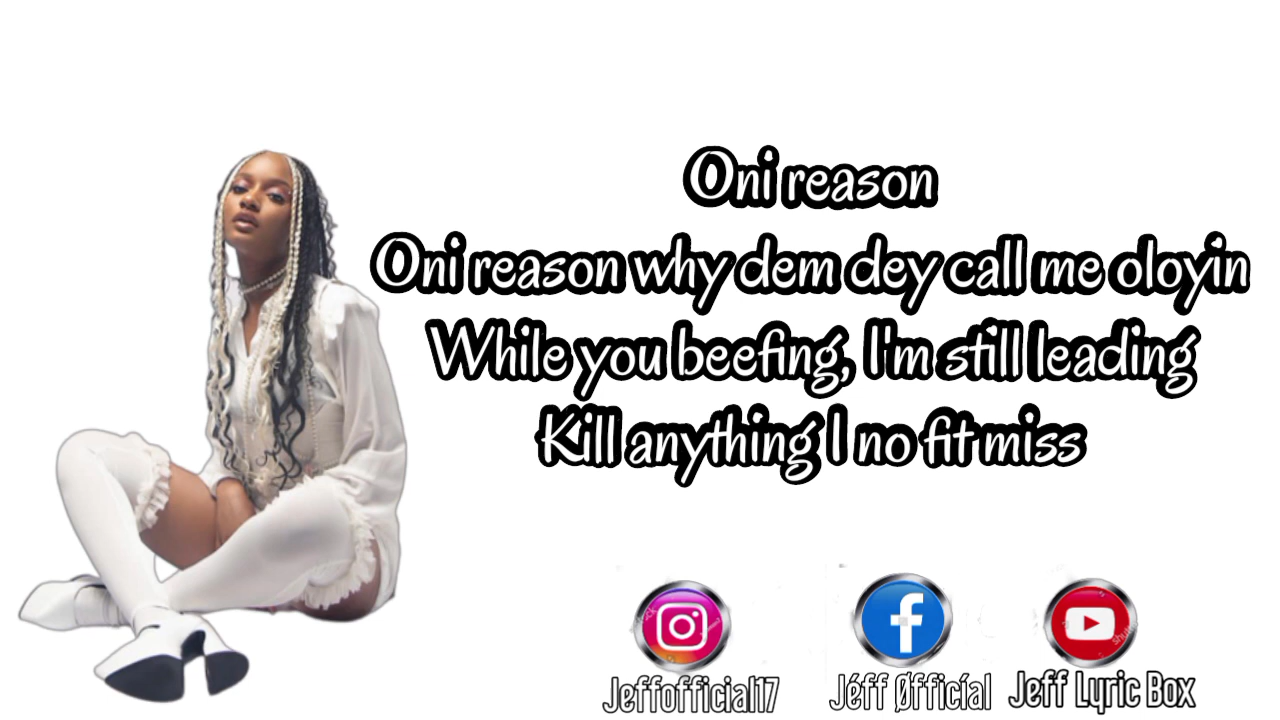 Oni reason
Oni reason why dem dey call me oloyin
While you beefing, I'm still leading
Kill anything I no fit miss
Jeffofficial17
Jéff Øfficíal
Jeff Lyric Box